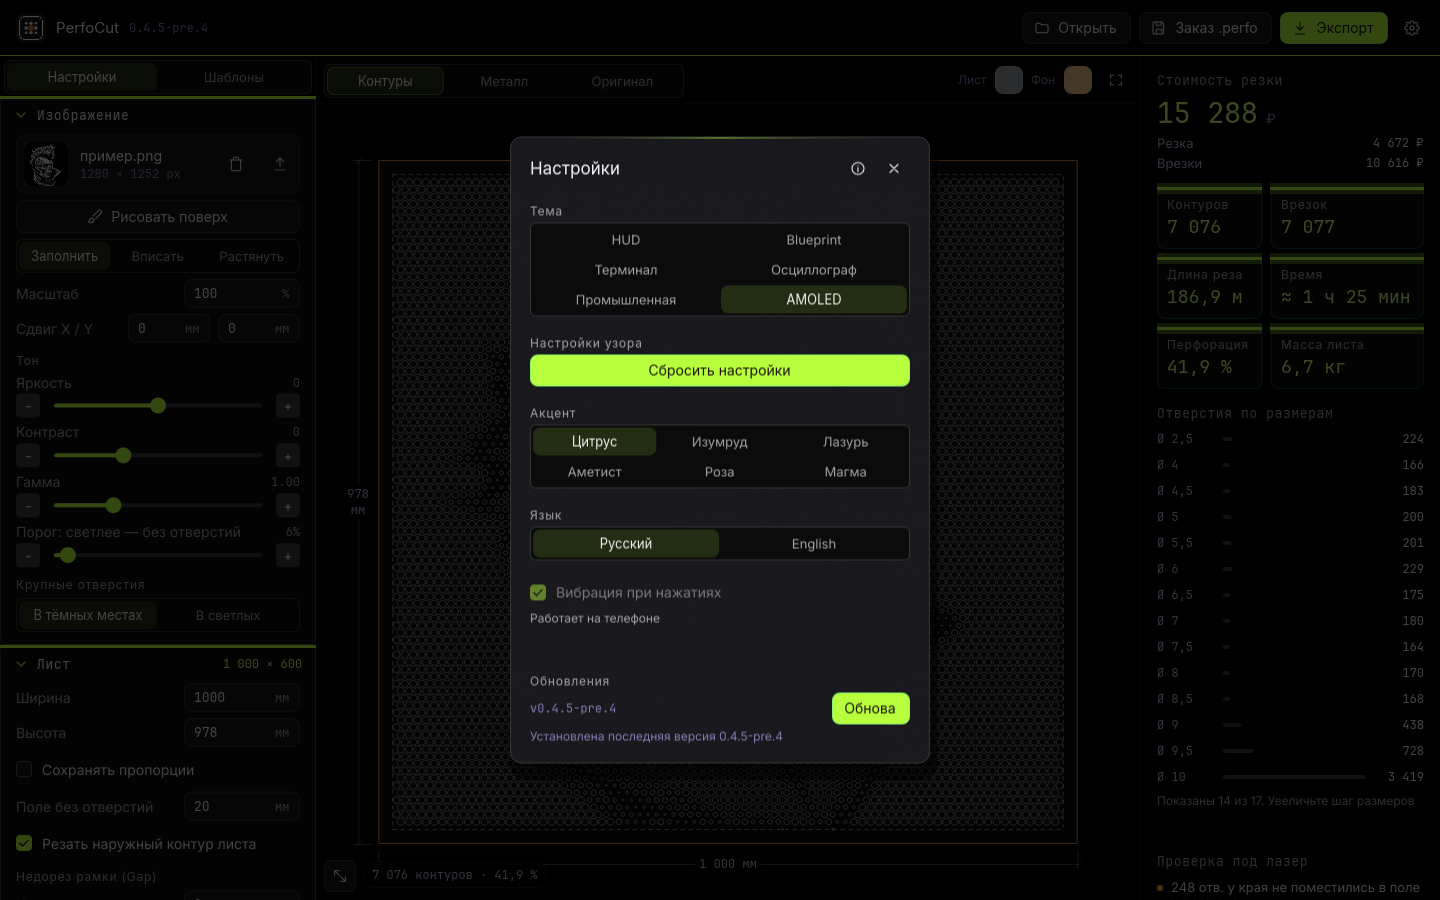 PerfoCut 0.4.5-pre.4
Открыть
Заказ .perfo
Экспорт
Настройки
Шаблоны
Изображение
пример.png
1280 × 1252 px
Рисовать поверх
Заполнить
Вписать
Растянуть
Масштаб
100 %
Сдвиг X / Y
0 мм
0 мм
Тон
Яркость 0
-
+
Контраст 0
-
+
Гамма 1.00
-
+
Порог: светлее — без отверстий 6%
-
+
Крупные отверстия
В тёмных местах
В светлых
Лист 1 000 × 600
Ширина 1000 мм
Высота 978 мм
Сохранять пропорции
Поле без отверстий 20 мм
Резать наружный контур листа
Недорез рамки (Gap)
Контуры
Металл
Оригинал
Лист
Фон
978
мм
1 000 мм
7 076 контуров · 41,9 %
Настройки
Тема
HUD
Blueprint
Терминал
Осциллограф
Промышленная
AMOLED
Настройки узора
Сбросить настройки
Акцент
Цитрус
Изумруд
Лазурь
Аметист
Роза
Магма
Язык
Русский
English
Вибрация при нажатиях
Работает на телефоне
Обновления
v0.4.5-pre.4
Обнова
Установлена последняя версия 0.4.5-pre.4
Стоимость резки
15 288 ₽
Резка 4 672 ₽
Врезки 10 616 ₽
Контуров
7 076
Врезок
7 077
Длина реза
186,9 м
Время
≈ 1 ч 25 мин
Перфорация
41,9 %
Масса листа
6,7 кг
Отверстия по размерам
Ø 2,5 224
Ø 4 166
Ø 4,5 183
Ø 5 200
Ø 5,5 201
Ø 6 229
Ø 6,5 175
Ø 7 180
Ø 7,5 164
Ø 8 170
Ø 8,5 168
Ø 9 438
Ø 9,5 728
Ø 10 3 419
Показаны 14 из 17. Увеличьте шаг размеров
Проверка под лазер
248 отв. у края не поместились в поле